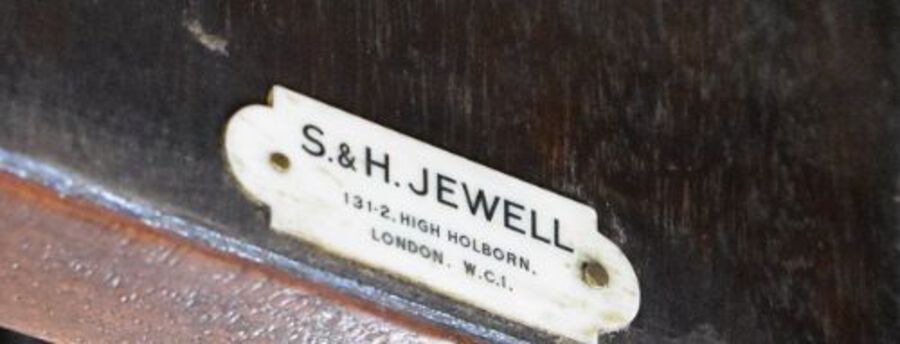 S.&H. JEWELL
131-2. HIGH HOLBORN.
LONDON. W.C.1.